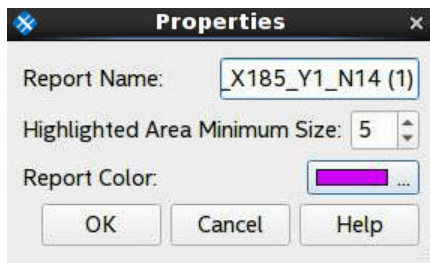 Properties
Report Name: _X185_Y1_N14 (1)
Highlighted Area Minimum Size: 5
Report Color: ...
OK Cancel Help